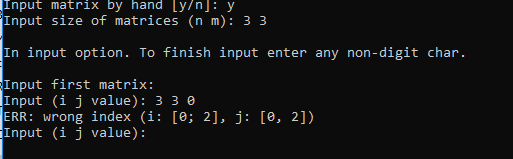 Input matrix by hand [y/n]: y
Input size of matrices (n m): 3 3
In input option. To finish input enter any non-digit char.
Input first matrix:
Input (i j value): 3 3 0
ERR: wrong index (i: [0; 2], j: [0, 2])
Input (i j value):